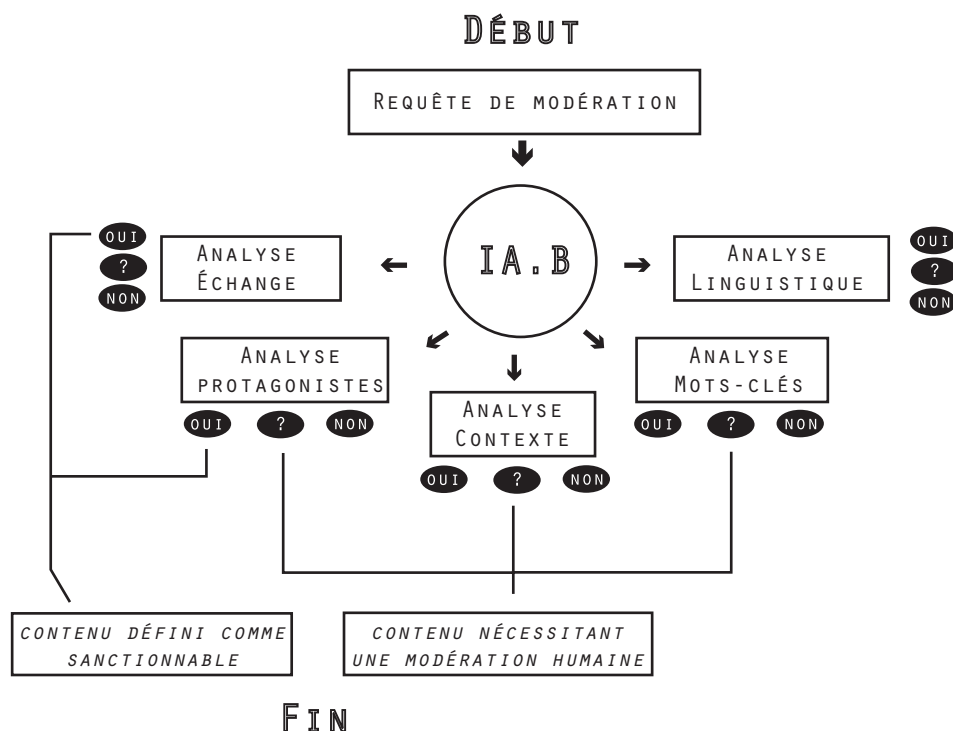 DÉBUT
REQUÊTE DE MODÉRATION
IA.B
OUI
?
NON
ANALYSE
ÉCHANGE
ANALYSE
LINGUISTIQUE
OUI
?
NON
ANALYSE
PROTAGONISTES
OUI ? NON
ANALYSE
CONTEXTE
OUI ? NON
ANALYSE
MOTS-CLÉS
OUI ? NON
CONTENU DÉFINI COMME
SANCTIONNABLE
CONTENU NÉCESSITANT
UNE MODÉRATION HUMAINE
FIN